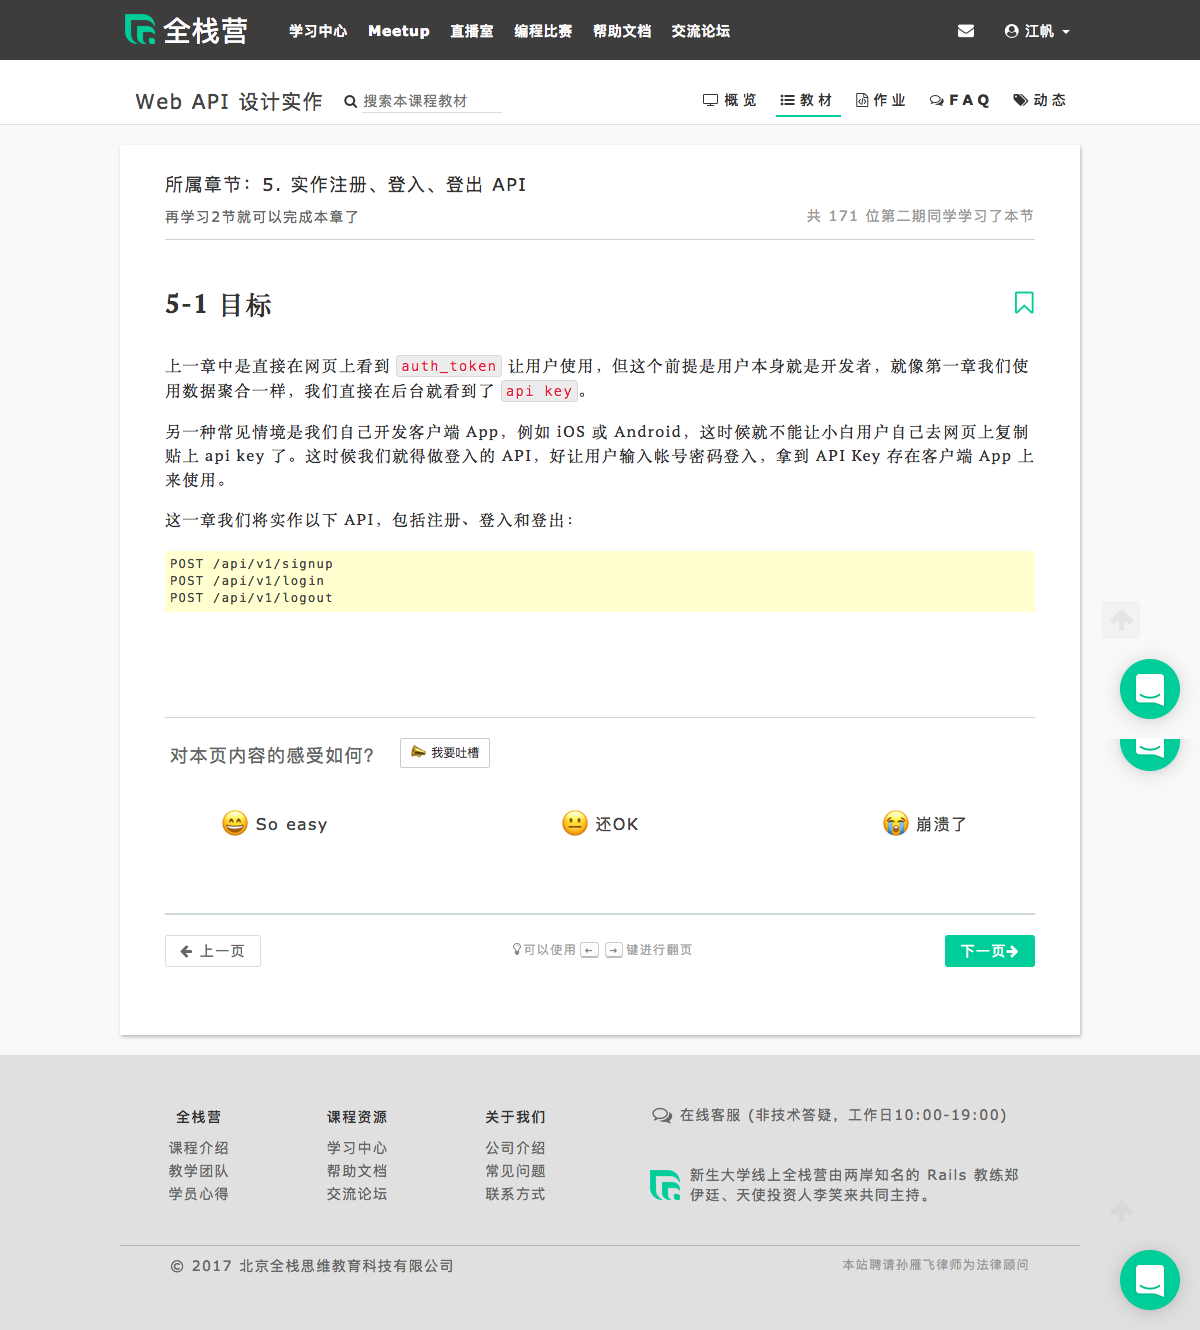 全栈营
学习中心 Meetup 直播室 编程比赛 帮助文档 交流论坛
江帆
Web API 设计实作
搜索本课程教材
概览 教材 作业 FAQ 动态
所属章节：5. 实作注册、登入、登出 API
再学习2节就可以完成本章了
共 171 位第二期同学学习了本节
5-1 目标
上一章中是直接在网页上看到 auth_token 让用户使用，但这个前提是用户本身就是开发者，就像第一章我们使
用数据聚合一样，我们直接在后台就看到了 api key。
另一种常见情境是我们自己开发客户端 App，例如 iOS 或 Android，这时候就不能让小白用户自己去网页上复制
贴上 api key 了。这时候我们就得做登入的 API，好让用户输入帐号密码登入，拿到 API Key 存在客户端 App 上
来使用。
这一章我们将实作以下 API，包括注册、登入和登出：
POST /api/v1/signup
POST /api/v1/login
POST /api/v1/logout
对本页内容的感受如何？
我要吐槽
So easy
还OK
崩溃了
上一页
可以使用 ← → 键进行翻页
下一页
全栈营
课程介绍
教学团队
学员心得
课程资源
学习中心
帮助文档
交流论坛
关于我们
公司介绍
常见问题
联系方式
在线客服 (非技术答疑，工作日10:00-19:00)
新生大学线上全栈营由两岸知名的 Rails 教练郑
伊廷、天使投资人李笑来共同主持。
© 2017 北京全栈思维教育科技有限公司
本站聘请孙雁飞律师为法律顾问